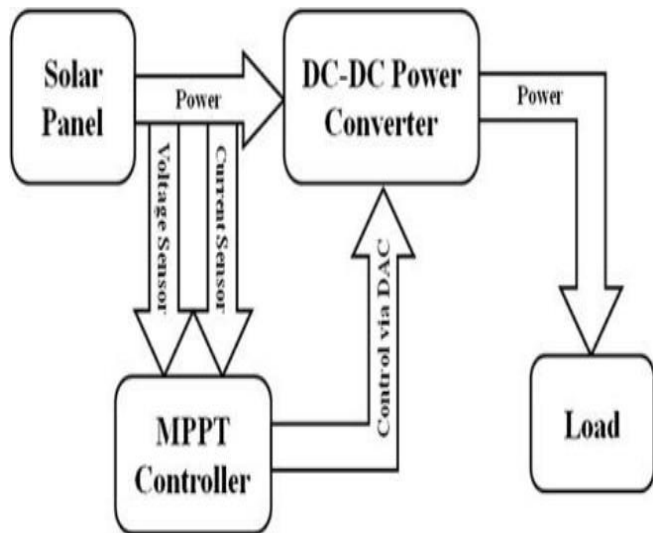 Solar
Panel
Power
DC-DC Power
Converter
Power
Voltage Sensor
Current Sensor
Control via DAC
MPPT
Controller
Load